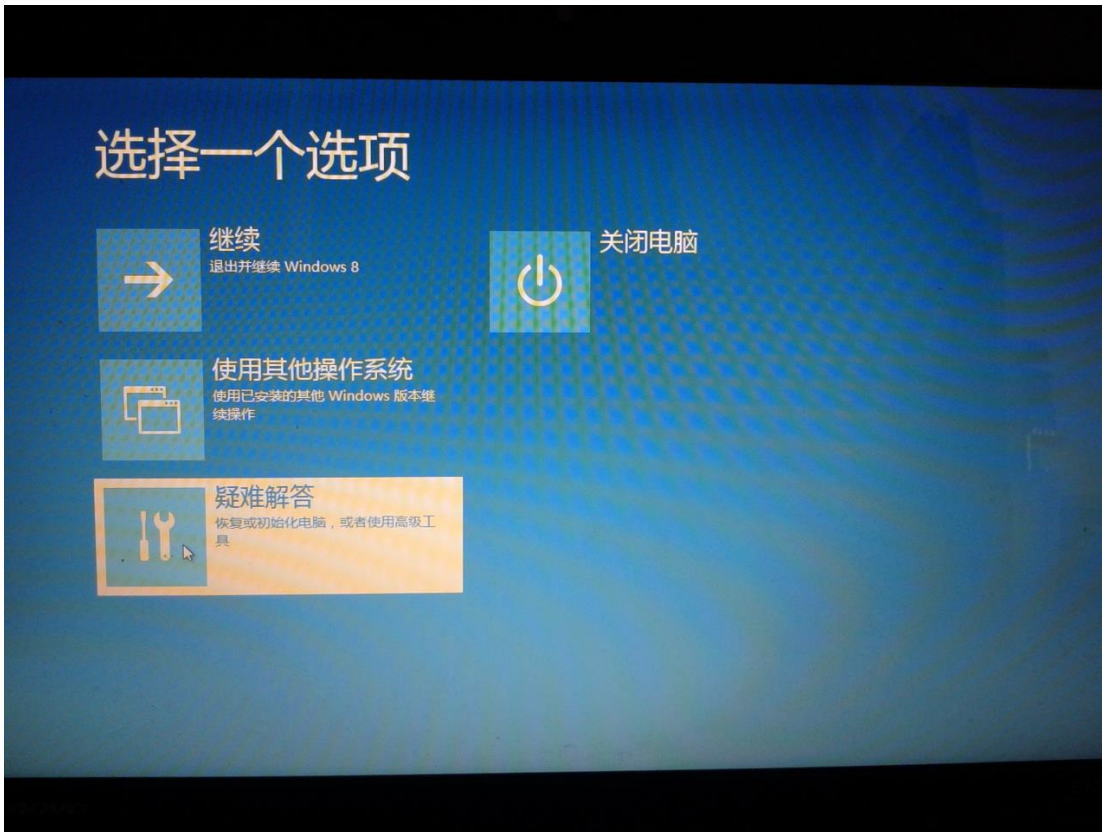 选择一个选项
继续
退出并继续 Windows 8
关闭电脑
使用其他操作系统
使用已安装的其他 Windows 版本继
续操作
疑难解答
恢复或初始化电脑，或者使用高级工
具